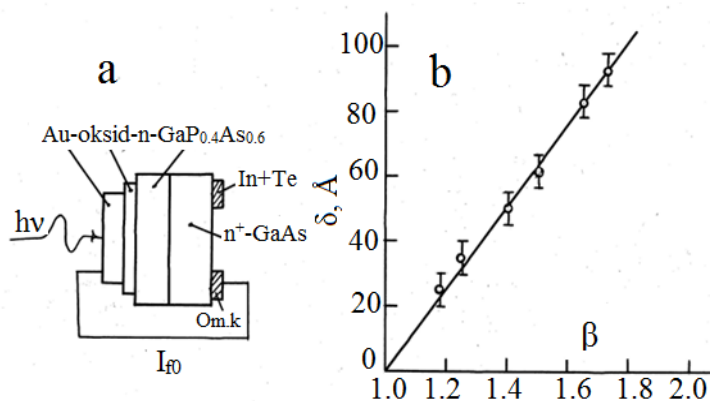 a
Au-oksid-n-GaP0.4As0.6
In+Te
hν
n+-GaAs
Om.k
If0
b
δ, Å
100
80
60
40
20
0
β
1.0 1.2 1.4 1.6 1.8 2.0